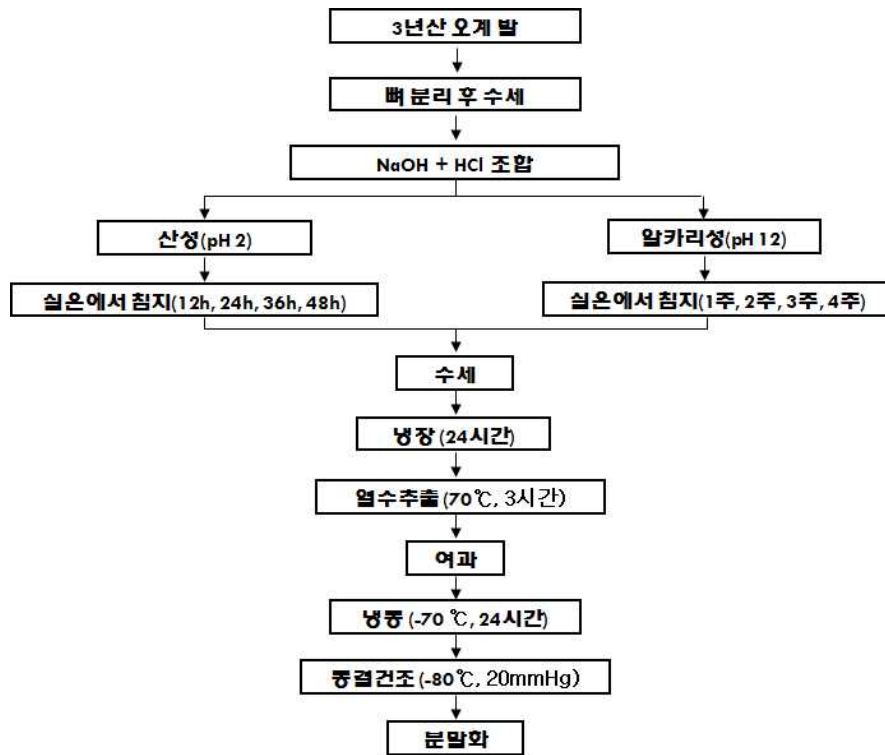 3년산 오계 발
뼈 분리 후 수세
NaOH + HCl 조합
산성(pH 2)
알카리성(pH 12)
실온에서 침지(12h, 24h, 36h, 48h)
실온에서 침지(1주, 2주, 3주, 4주)
수세
냉장 (24시간)
열수추출(70℃, 3시간)
여과
냉동 (-70 ℃, 24시간)
동결건조(-80℃, 20mmHg)
분말화